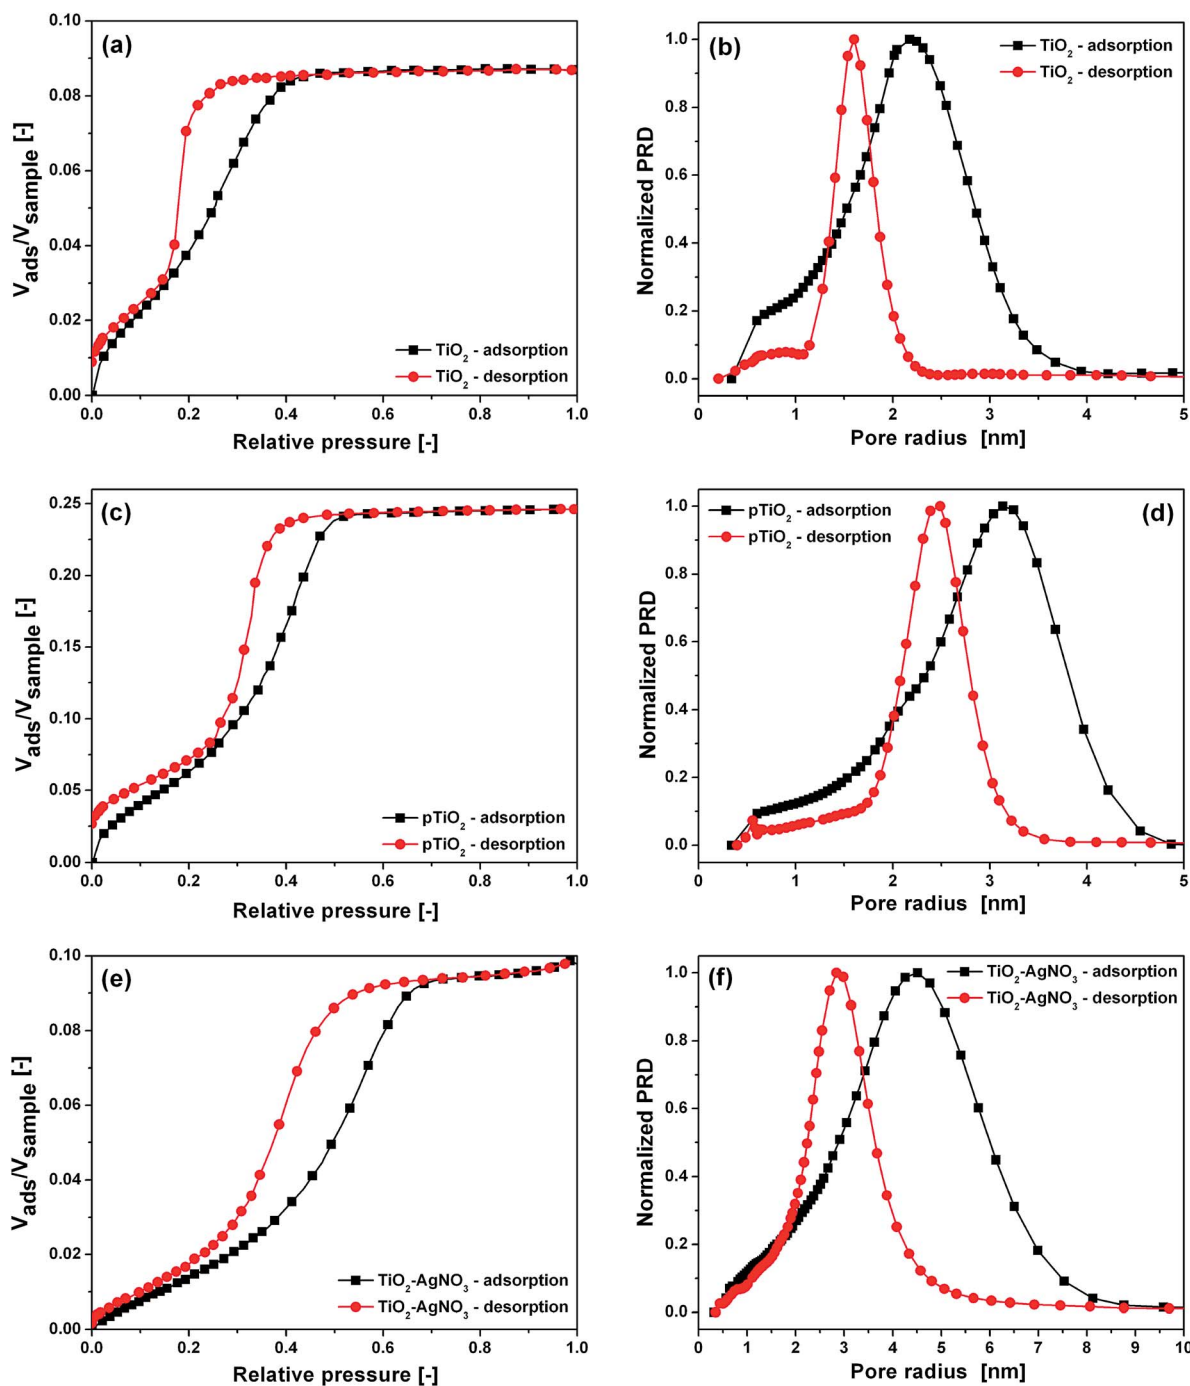 (a)
V_ads/V_sample [-]
0.10
0.08
0.06
0.04
0.02
0.00
TiO₂ - adsorption
TiO₂ - desorption
0.0 0.2 0.4 0.6 0.8 1.0
Relative pressure [-]
(b)
Normalized PRD
1.0
0.8
0.6
0.4
0.2
0.0
TiO₂ - adsorption
TiO₂ - desorption
0 1 2 3 4 5
Pore radius [nm]
(c)
V_ads/V_sample [-]
0.25
0.20
0.15
0.10
0.05
0.00
pTiO₂ - adsorption
pTiO₂ - desorption
0.0 0.2 0.4 0.6 0.8 1.0
Relative pressure [-]
(d)
Normalized PRD
1.0
0.8
0.6
0.4
0.2
0.0
pTiO₂ - adsorption
pTiO₂ - desorption
0 1 2 3 4 5
Pore radius [nm]
(e)
V_ads/V_sample [-]
0.10
0.08
0.06
0.04
0.02
0.00
TiO₂-AgNO₃ - adsorption
TiO₂-AgNO₃ - desorption
0.0 0.2 0.4 0.6 0.8 1.0
Relative pressure [-]
(f)
Normalized PRD
1.0
0.8
0.6
0.4
0.2
0.0
TiO₂-AgNO₃ - adsorption
TiO₂-AgNO₃ - desorption
0 1 2 3 4 5 6 7 8 9 10
Pore radius [nm]